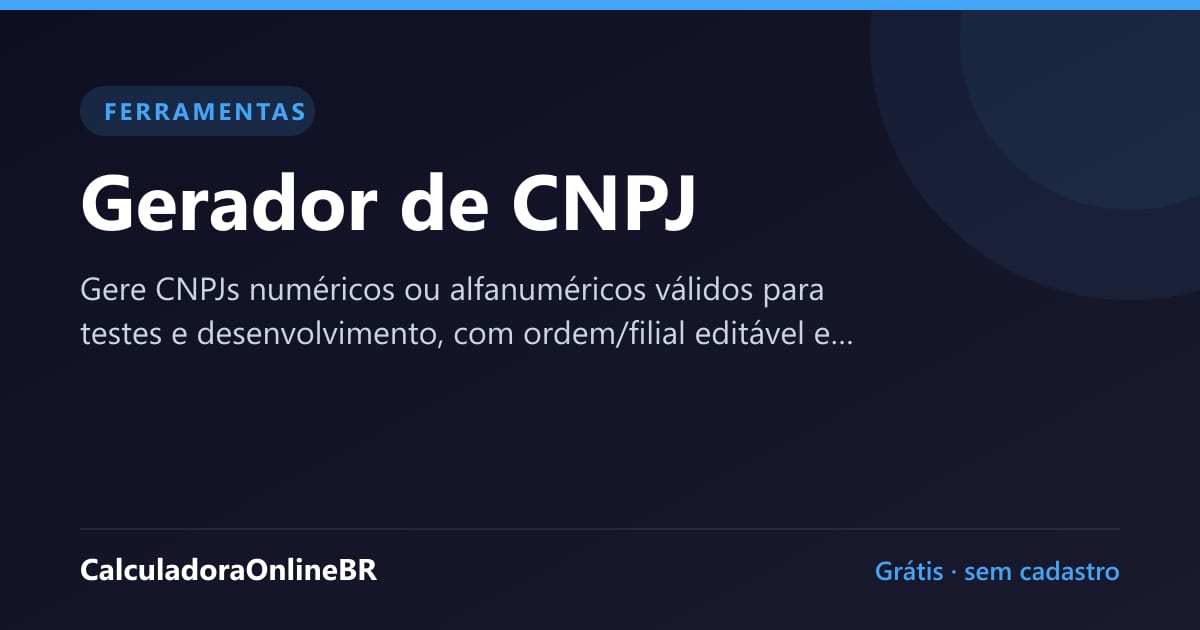 FERRAMENTAS
Gerador de CNPJ
Gere CNPJs numéricos ou alfanuméricos válidos para
testes e desenvolvimento, com ordem/filial editável e...
CalculadoraOnlineBR
Grátis · sem cadastro